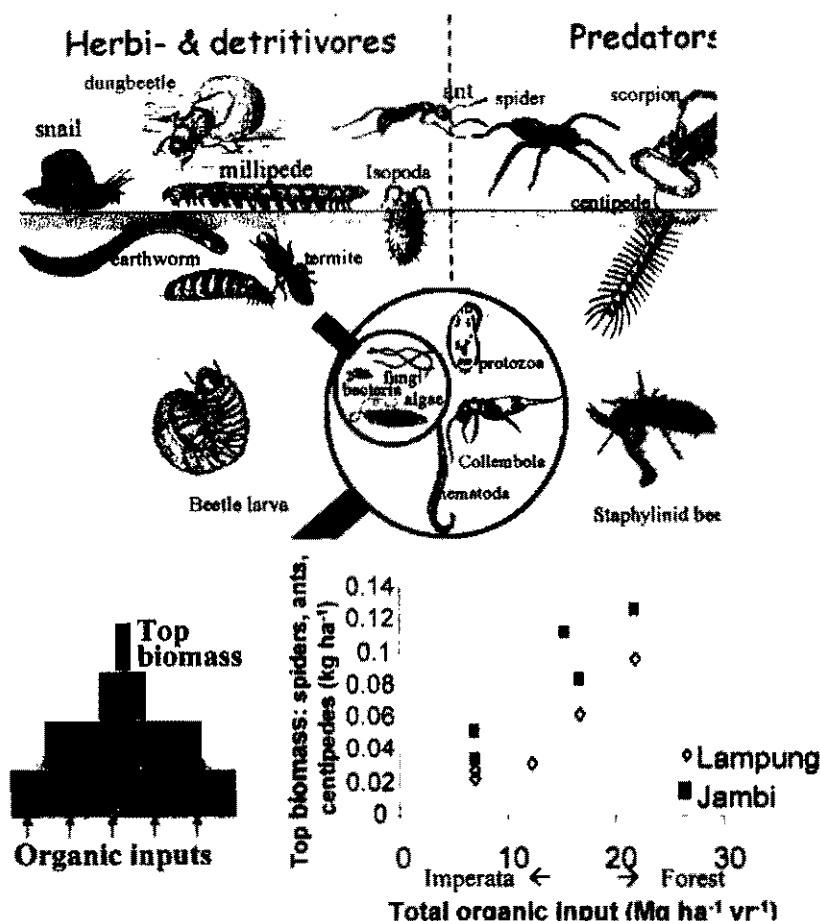 Herbi- & detritivores
Predators
dungbeetle
ant
spider
scorpion
snail
millipede
Isopoda
centipede
earthworm
termite
fungi
bacteria
algae
protozoa
Collembola
nematoda
Beetle larva
Staphylinid bee
Top
biomass
Organic inputs
Top biomass: spiders, ants,
centipedes (kg ha⁻¹)
0.14
0.12
0.1
0.08
0.06
0.04
0.02
0
Lampung
Jambi
0 10 20 30
Imperata ← → Forest
Total organic input (Mg ha⁻¹ yr⁻¹)